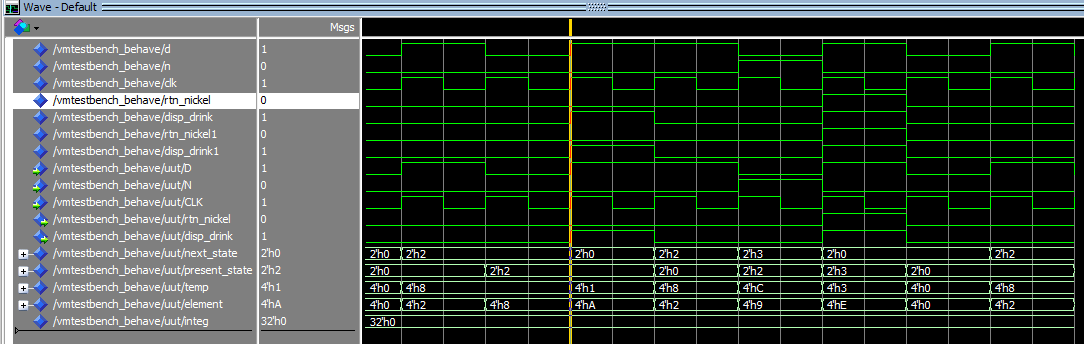 Wave - Default
Msgs
/vmtestbench_behave/d 1
/vmtestbench_behave/n 0
/vmtestbench_behave/clk 1
/vmtestbench_behave/rtn_nickel 0
/vmtestbench_behave/disp_drink 1
/vmtestbench_behave/rtn_nickel1 0
/vmtestbench_behave/disp_drink1 1
/vmtestbench_behave/uut/D 1
/vmtestbench_behave/uut/N 0
/vmtestbench_behave/uut/CLK 1
/vmtestbench_behave/uut/rtn_nickel 0
/vmtestbench_behave/uut/disp_drink 1
/vmtestbench_behave/uut/next_state 2'h0 2'h0 2'h2 2'h0 2'h2 2'h3 2'h0 2'h2
/vmtestbench_behave/uut/present_state 2'h2 2'h0 2'h2 2'h0 2'h2 2'h3 2'h0
/vmtestbench_behave/uut/temp 4'h1 4'h0 4'h8 4'h1 4'h8 4'hC 4'h3 4'h0 4'h8
/vmtestbench_behave/uut/element 4'hA 4'h0 4'h2 4'h8 4'hA 4'h2 4'h9 4'hE 4'h0 4'h2
/vmtestbench_behave/uut/integ 32'h0 32'h0